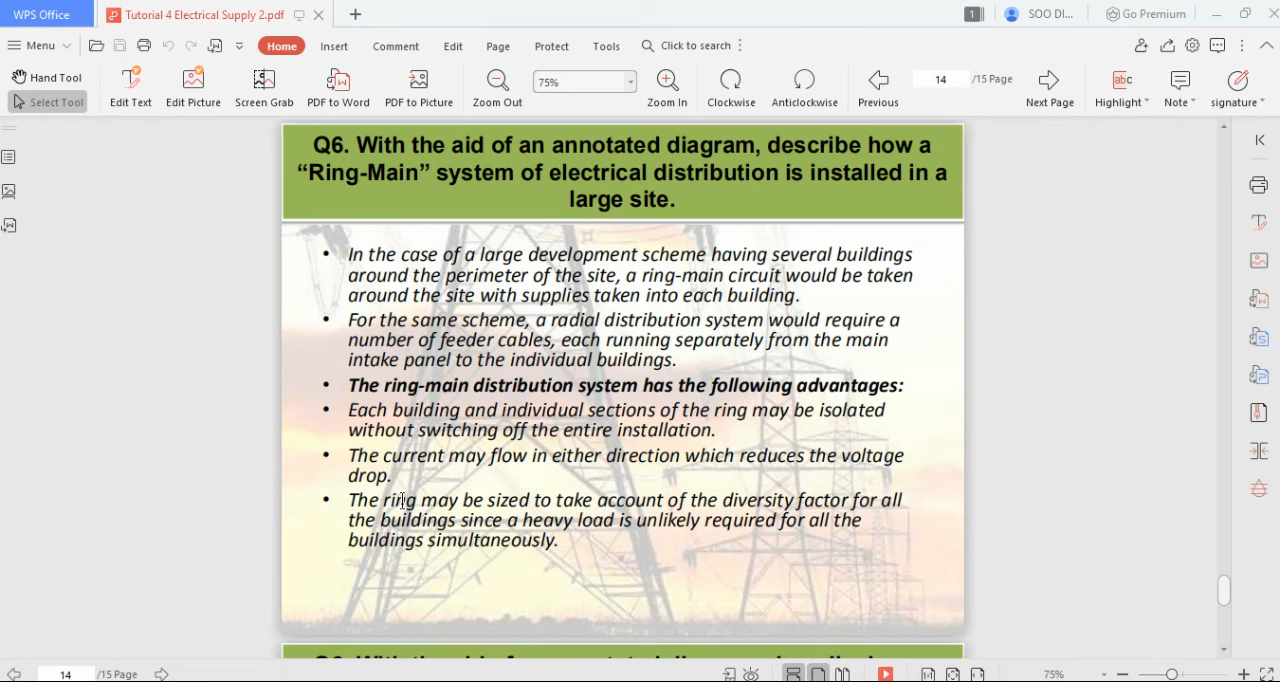 WPS Office
Tutorial 4 Electrical Supply 2.pdf
1
SOO DI...
Go Premium
Menu
Home
Insert
Comment
Edit
Page
Protect
Tools
Click to search
Hand Tool
Select Tool
Edit Text
Edit Picture
Screen Grab
PDF to Word
PDF to Picture
Zoom Out
75%
Zoom In
Clockwise
Anticlockwise
Previous
14
/15 Page
Next Page
abc
Highlight
Note
signature
Q6. With the aid of an annotated diagram, describe how a
“Ring-Main” system of electrical distribution is installed in a
large site.
• In the case of a large development scheme having several buildings
around the perimeter of the site, a ring-main circuit would be taken
around the site with supplies taken into each building.
• For the same scheme, a radial distribution system would require a
number of feeder cables, each running separately from the main
intake panel to the individual buildings.
• The ring-main distribution system has the following advantages:
• Each building and individual sections of the ring may be isolated
without switching off the entire installation.
• The current may flow in either direction which reduces the voltage
drop.
• The ring may be sized to take account of the diversity factor for all
the buildings since a heavy load is unlikely required for all the
buildings simultaneously.
14
/15 Page
75%